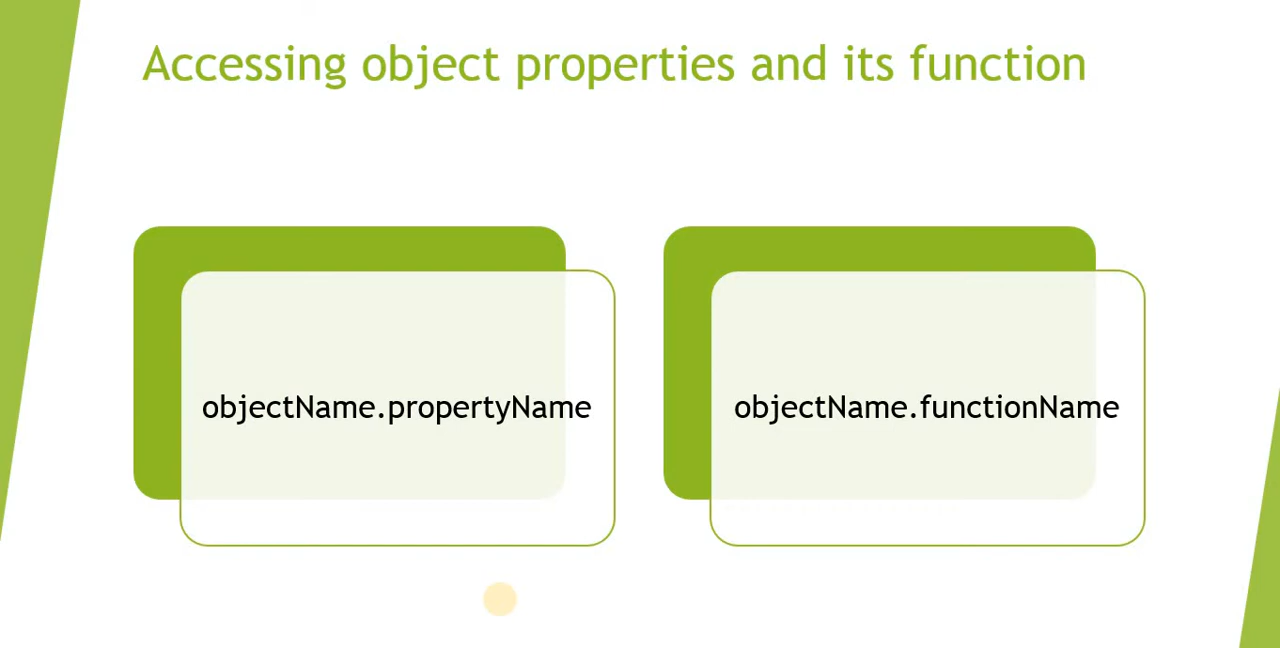 Accessing object properties and its function
objectName.propertyName
objectName.functionName